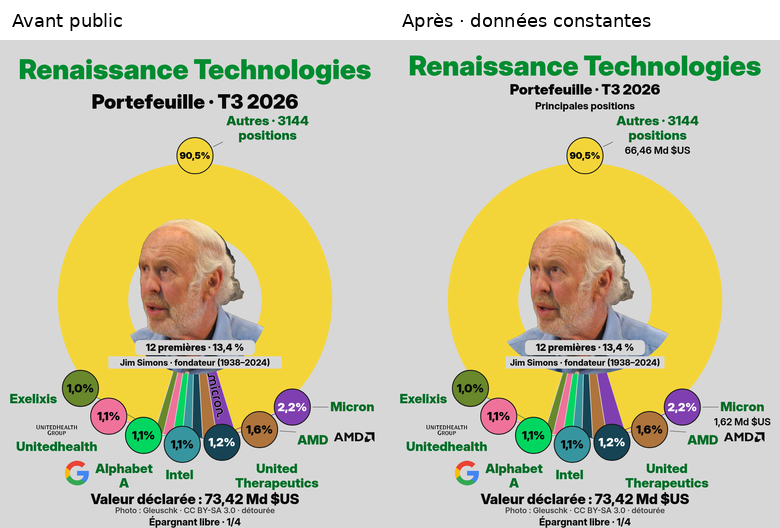 Avant public
Après · données constantes
Renaissance Technologies
Portefeuille · T3 2026
Autres · 3144
positions
90,5%
12 premières · 13,4 %
Jim Simons · fondateur (1938–2024)
micron
1,0%
Exelixis
1,1%
UNITEDHEALTH
GROUP
Unitedhealth
1,1%
Alphabet
A
1,1%
Intel
1,2%
United
Therapeutics
1,6%
AMD
AMD
2,2%
Micron
Valeur déclarée : 73,42 Md $US
Photo : Gleuschk · CC BY-SA 3.0 · détourée
Épargnant libre · 1/4
Renaissance Technologies
Portefeuille · T3 2026
Principales positions
Autres · 3144
positions
66,46 Md $US
90,5%
12 premières · 13,4 %
Jim Simons · fondateur (1938–2024)
1,0%
Exelixis
1,1%
UNITEDHEALTH
GROUP
Unitedhealth
1,1%
Alphabet
A
1,1%
Intel
1,2%
United
Therapeutics
1,6%
AMD
AMD
2,2%
Micron
1,62 Md $US
Valeur déclarée : 73,42 Md $US
Photo : Gleuschk · CC BY-SA 3.0 · détourée
Épargnant libre · 1/4